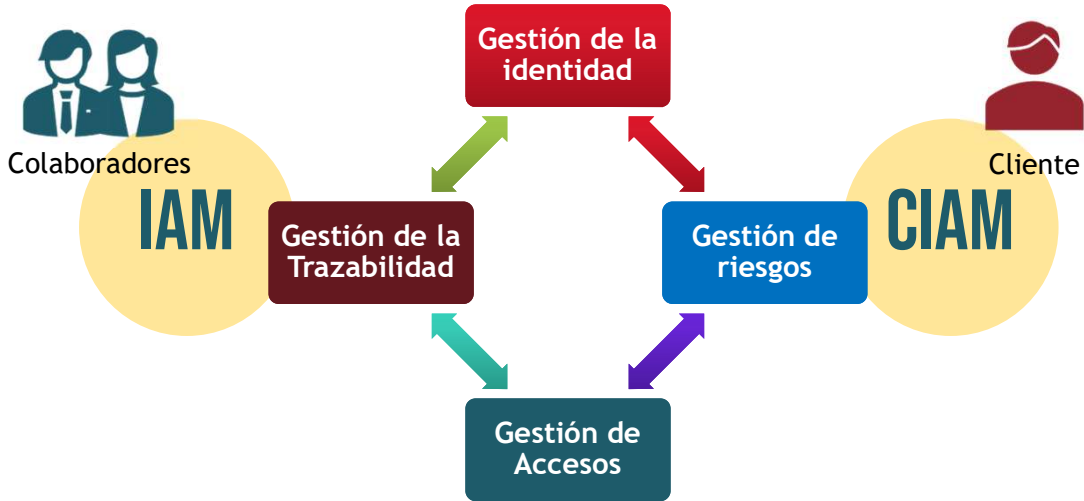 Gestión de la
identidad
Colaboradores
Cliente
IAM
Gestión de la
Trazabilidad
Gestión de
riesgos
CIAM
Gestión de
Accesos